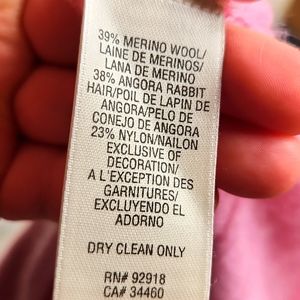 39% MERINO WOOL/
LAINE DE MERINOS/
LANA DE MERINO
38% ANGORA RABBIT
HAIR/POIL DE LAPIN DE
ANGORA/PELO DE
CONEJO DE ANGORA
23% NYLON/NAILON
EXCLUSIVE OF
DECORATION/
A L'EXCEPTION DES
GARNITURES/
EXCLUYENDO EL
ADORNO
DRY CLEAN ONLY
RN# 92918
CA# 34460